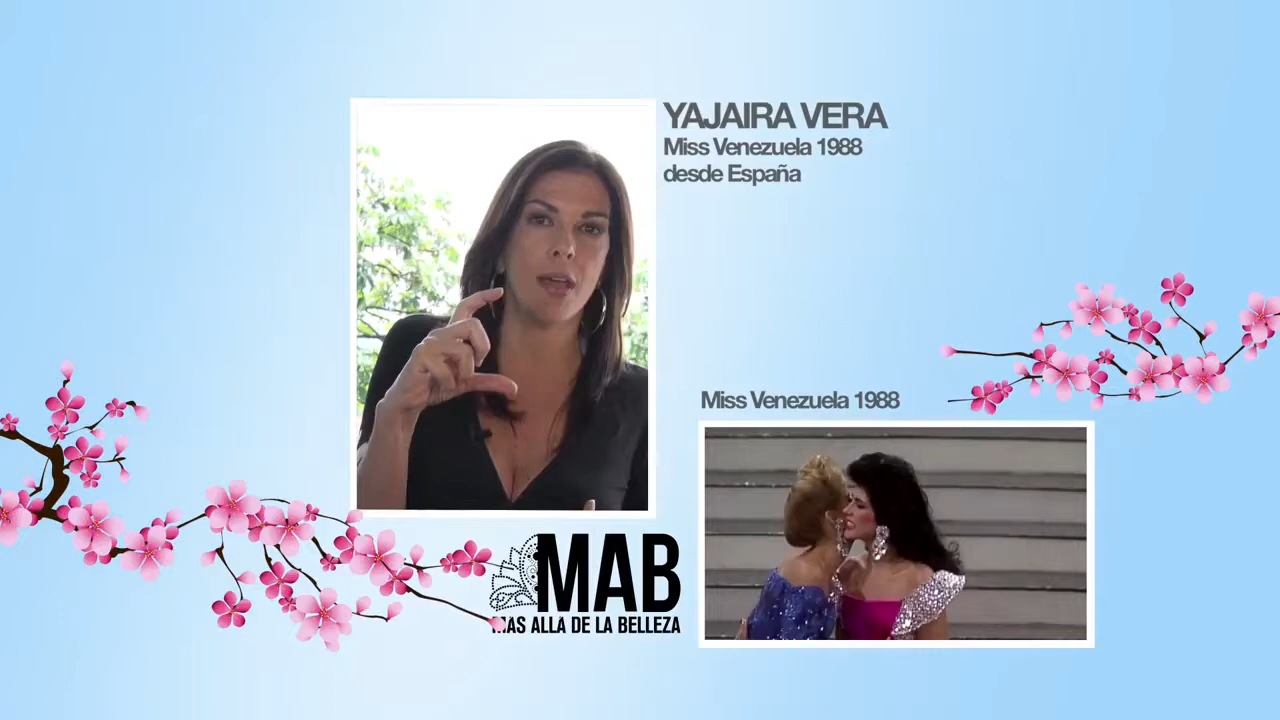 YAJAIRA VERA
Miss Venezuela 1988
desde España
Miss Venezuela 1988
MAB
MAS ALLA DE LA BELLEZA